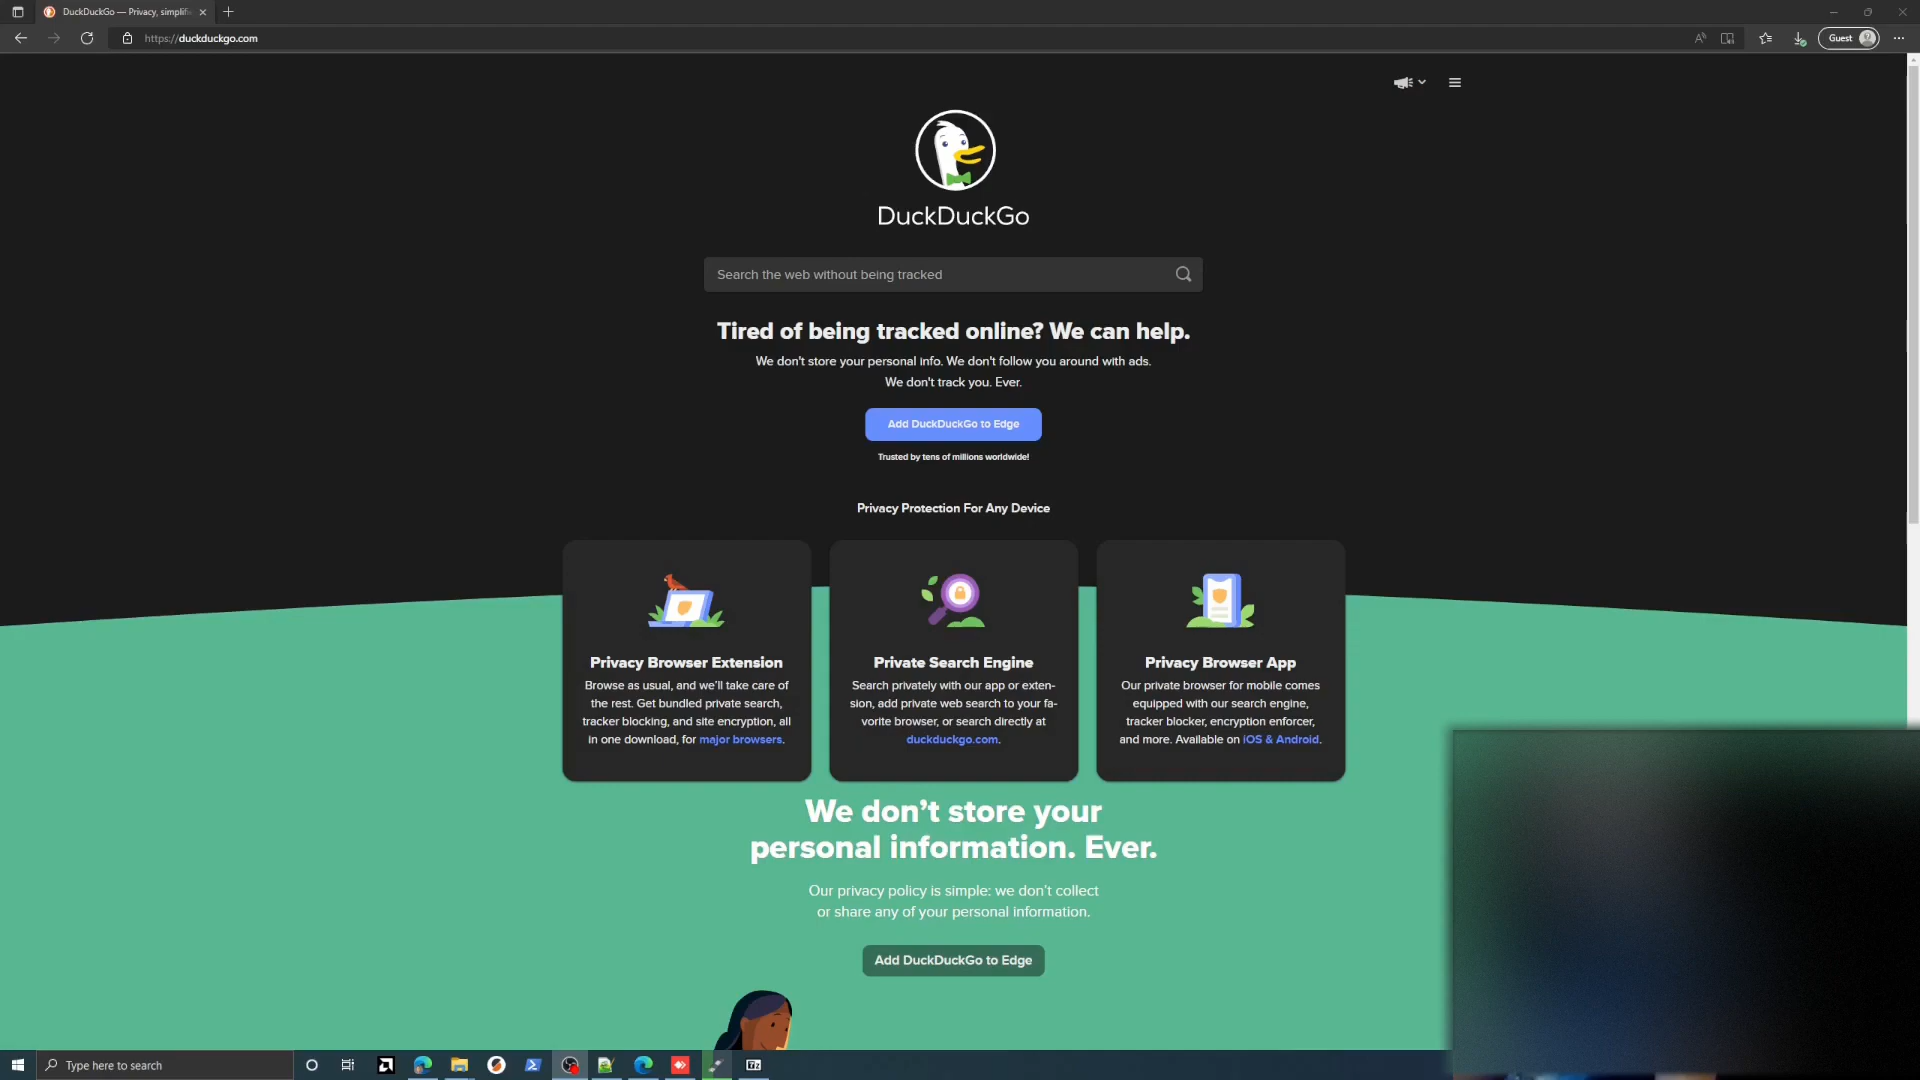 DuckDuckGo — Privacy, simplifi
https://duckduckgo.com
Guest
DuckDuckGo
Search the web without being tracked
Tired of being tracked online? We can help.
We don't store your personal info. We don't follow you around with ads.
We don't track you. Ever.
Add DuckDuckGo to Edge
Trusted by tens of millions worldwide!
Privacy Protection For Any Device
Privacy Browser Extension
Browse as usual, and we'll take care of
the rest. Get bundled private search,
tracker blocking, and site encryption, all
in one download, for major browsers.
Private Search Engine
Search privately with our app or exten-
sion, add private web search to your fa-
vorite browser, or search directly at
duckduckgo.com.
Privacy Browser App
Our private browser for mobile comes
equipped with our search engine,
tracker blocker, encryption enforcer,
and more. Available on iOS & Android.
We don’t store your
personal information. Ever.
Our privacy policy is simple: we don’t collect
or share any of your personal information.
Add DuckDuckGo to Edge
Type here to search